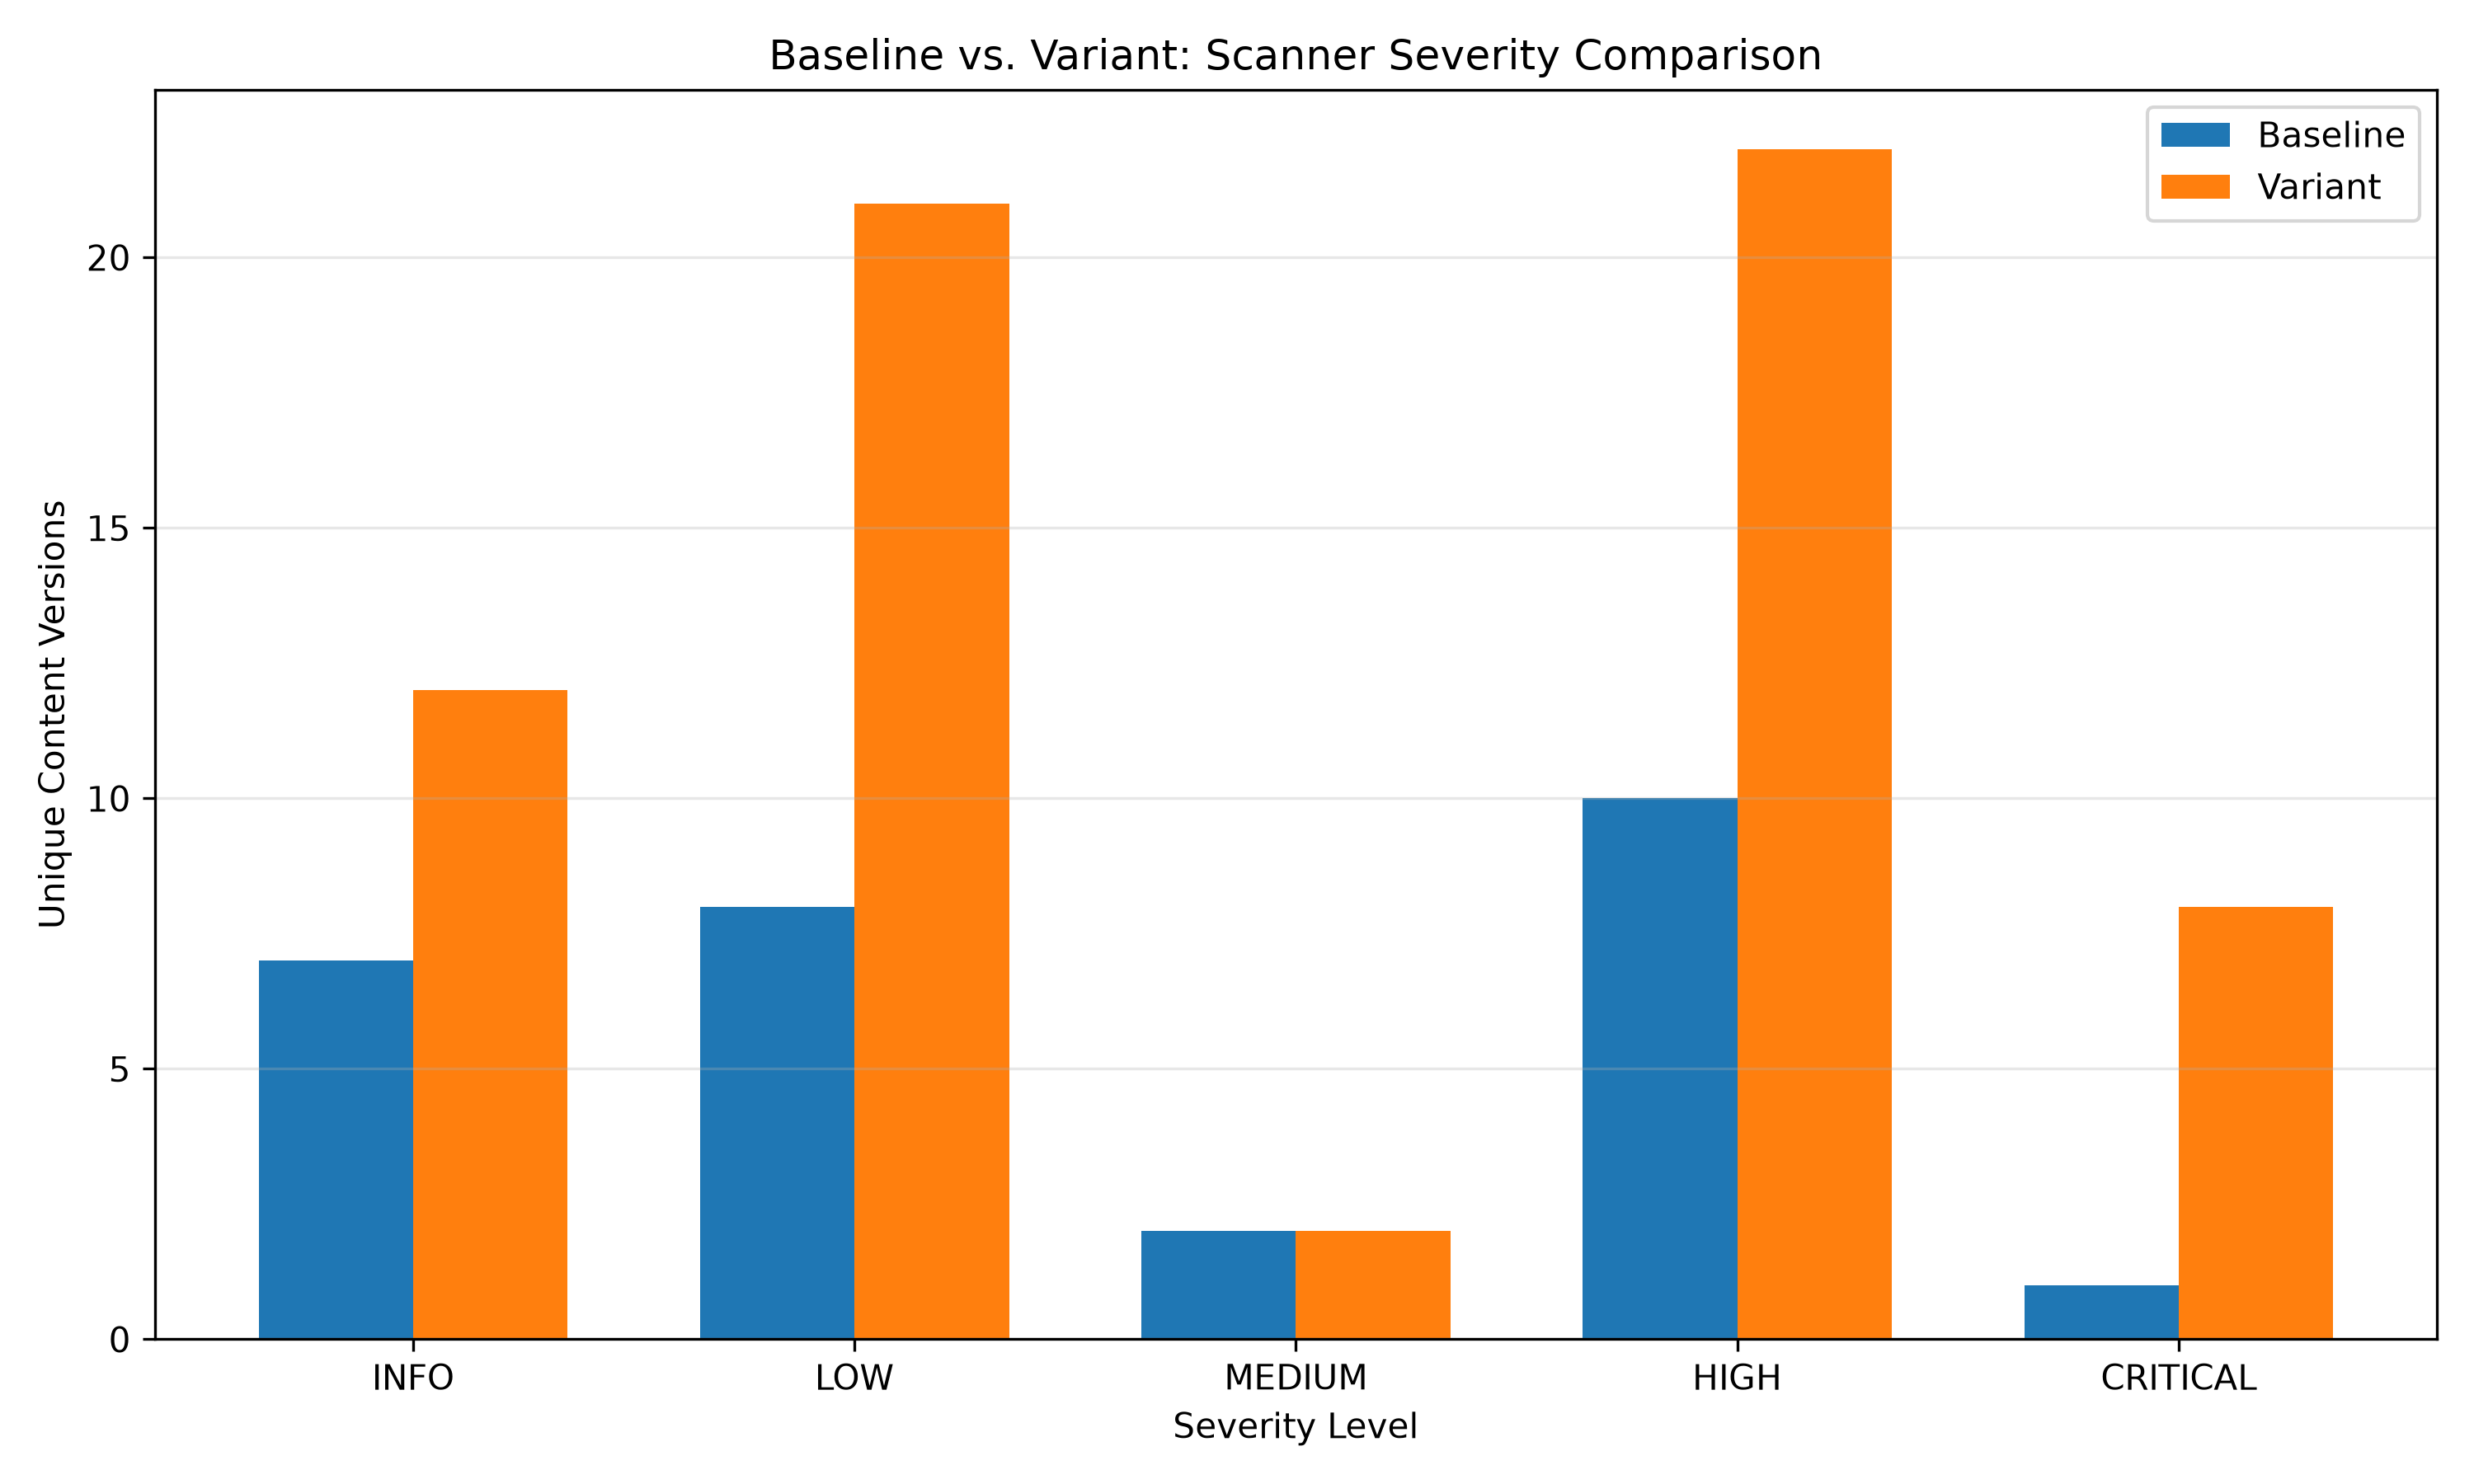 Baseline vs. Variant: Scanner Severity Comparison
Baseline
Variant
Unique Content Versions
20
15
10
5
0
INFO
LOW
MEDIUM
HIGH
CRITICAL
Severity Level